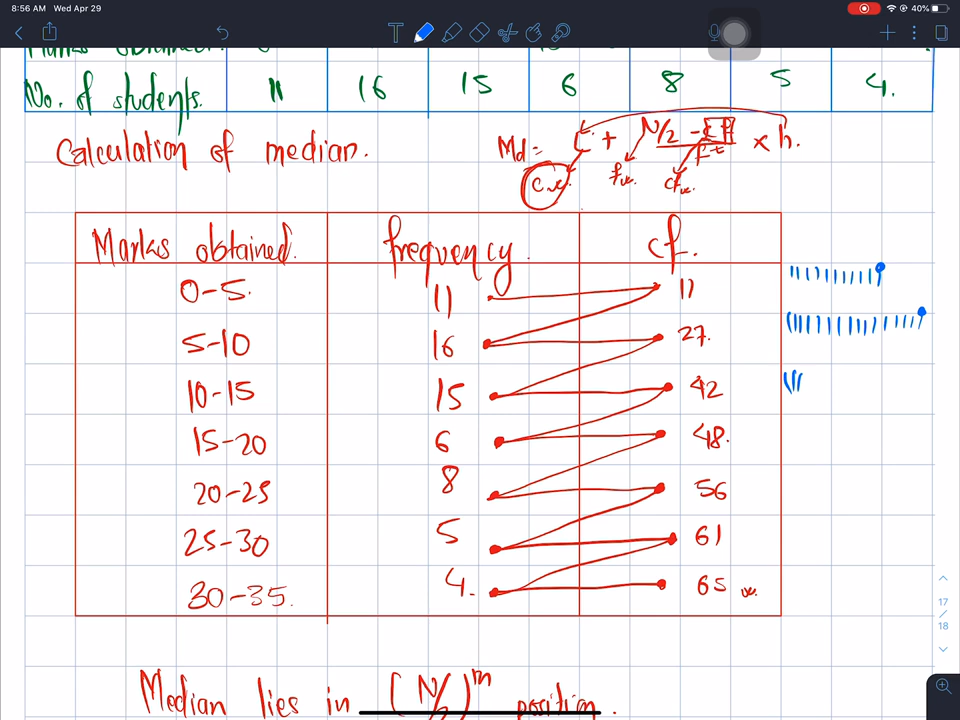 8:56 AM Wed Apr 29
40%
Marks obtained
No. of students. 11 16 15 6 8 5 4.
Calculation of median.
Md = L + N/2 - cf / f × h.
Marks obtained. frequency. cf.
0-5. 11 11
5-10 16 27.
10-15 15 42
15-20 6 48.
20-25 8 56
25-30 5 61
30-35. 4. 65
17
/
18
Median lies in (N/2)th position.